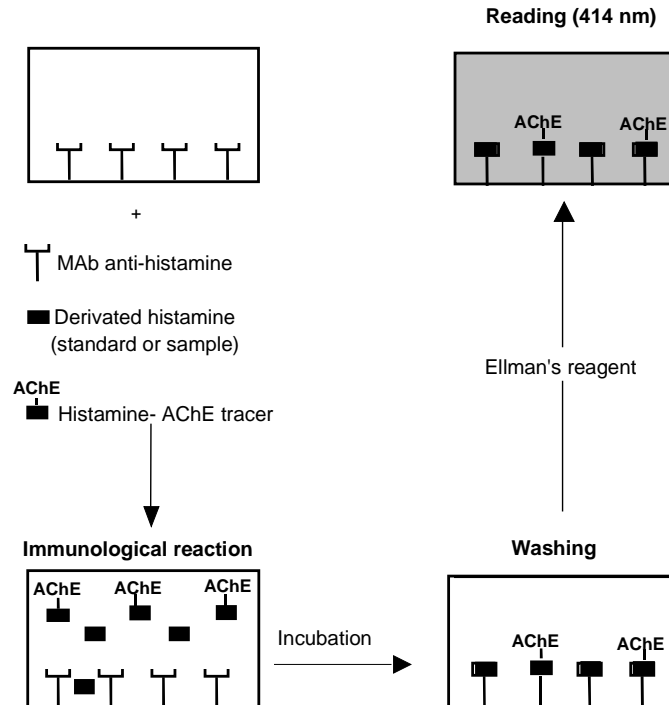 Reading (414 nm)
AChE
AChE
+
MAb anti-histamine
Derivated histamine
(standard or sample)
AChE
Histamine- AChE tracer
Ellman's reagent
Immunological reaction
AChE
AChE
AChE
Incubation
Washing
AChE
AChE